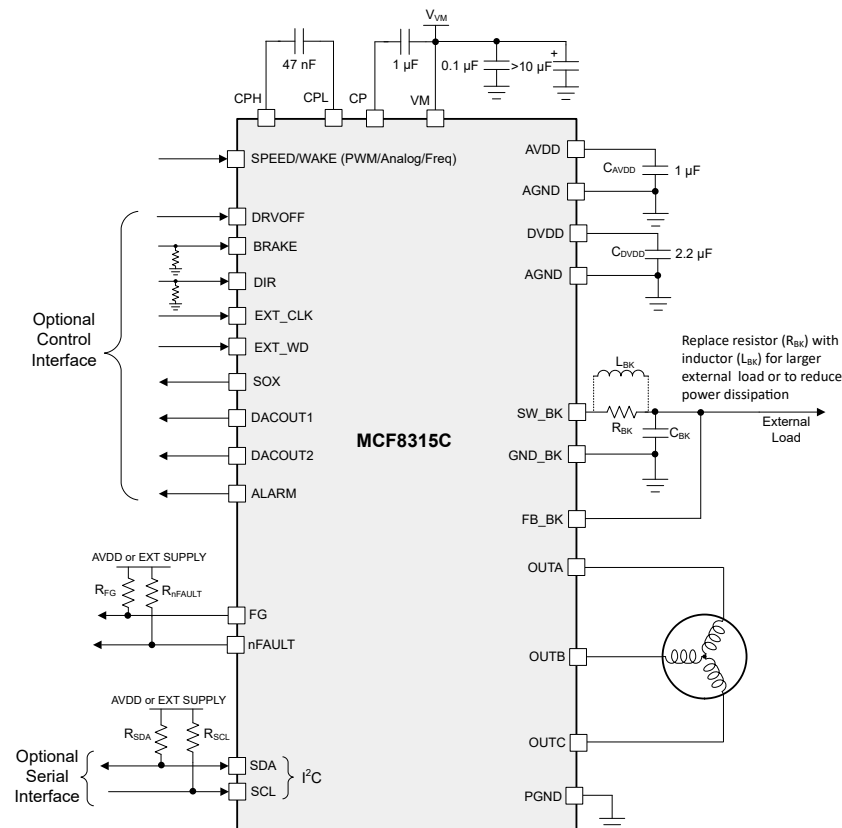 V_VM
47 nF
1 µF
0.1 µF
>10 µF
+
CPH
CPL
CP
VM
SPEED/WAKE (PWM/Analog/Freq)
DRVOFF
BRAKE
DIR
EXT_CLK
EXT_WD
SOX
DACOUT1
DACOUT2
ALARM
Optional
Control
Interface
AVDD or EXT SUPPLY
R_FG
R_nFAULT
FG
nFAULT
AVDD or EXT SUPPLY
R_SDA
R_SCL
Optional
Serial
Interface
SDA
SCL
I²C
MCF8315C
AVDD
C_AVDD
1 µF
AGND
DVDD
C_DVDD
2.2 µF
AGND
Replace resistor (R_BK) with
inductor (L_BK) for larger
external load or to reduce
power dissipation
L_BK
SW_BK
R_BK
C_BK
External
Load
GND_BK
FB_BK
OUTA
OUTB
OUTC
PGND